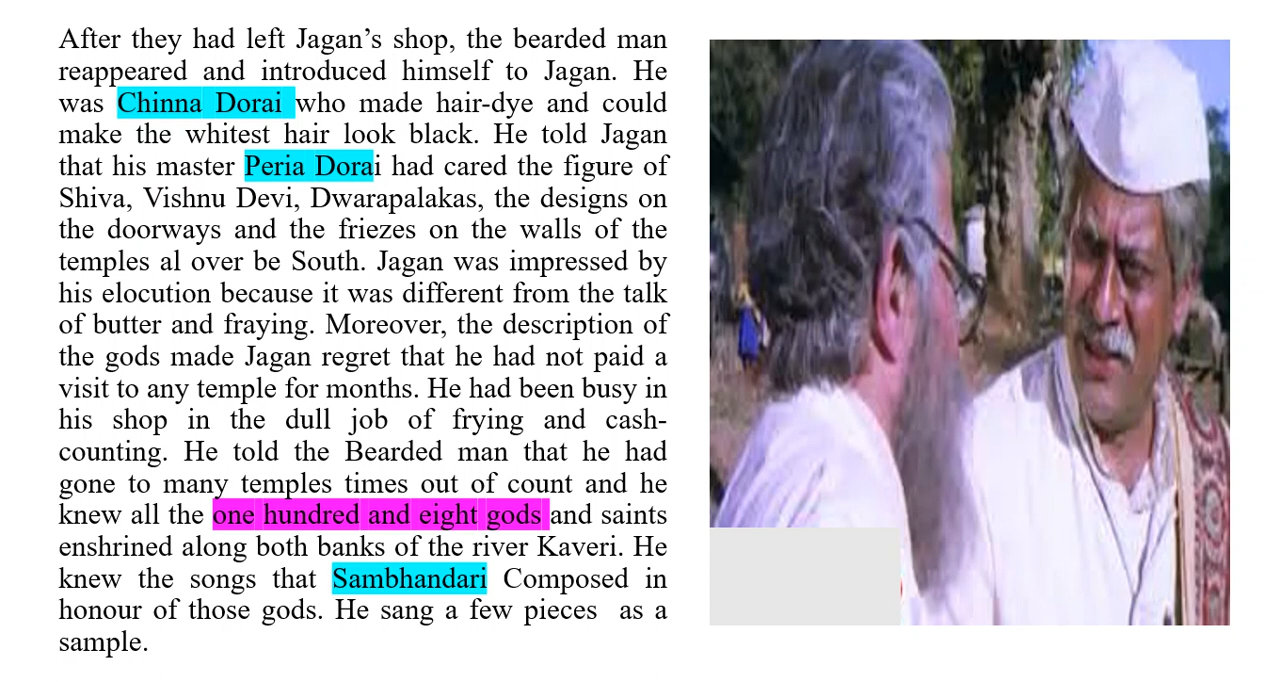 After they had left Jagan’s shop, the bearded man
reappeared and introduced himself to Jagan. He
was Chinna Dorai who made hair-dye and could
make the whitest hair look black. He told Jagan
that his master Peria Dorai had cared the figure of
Shiva, Vishnu Devi, Dwarapalakas, the designs on
the doorways and the friezes on the walls of the
temples al over be South. Jagan was impressed by
his elocution because it was different from the talk
of butter and fraying. Moreover, the description of
the gods made Jagan regret that he had not paid a
visit to any temple for months. He had been busy in
his shop in the dull job of frying and cash-
counting. He told the Bearded man that he had
gone to many temples times out of count and he
knew all the one hundred and eight gods and saints
enshrined along both banks of the river Kaveri. He
knew the songs that Sambhandari Composed in
honour of those gods. He sang a few pieces as a
sample.